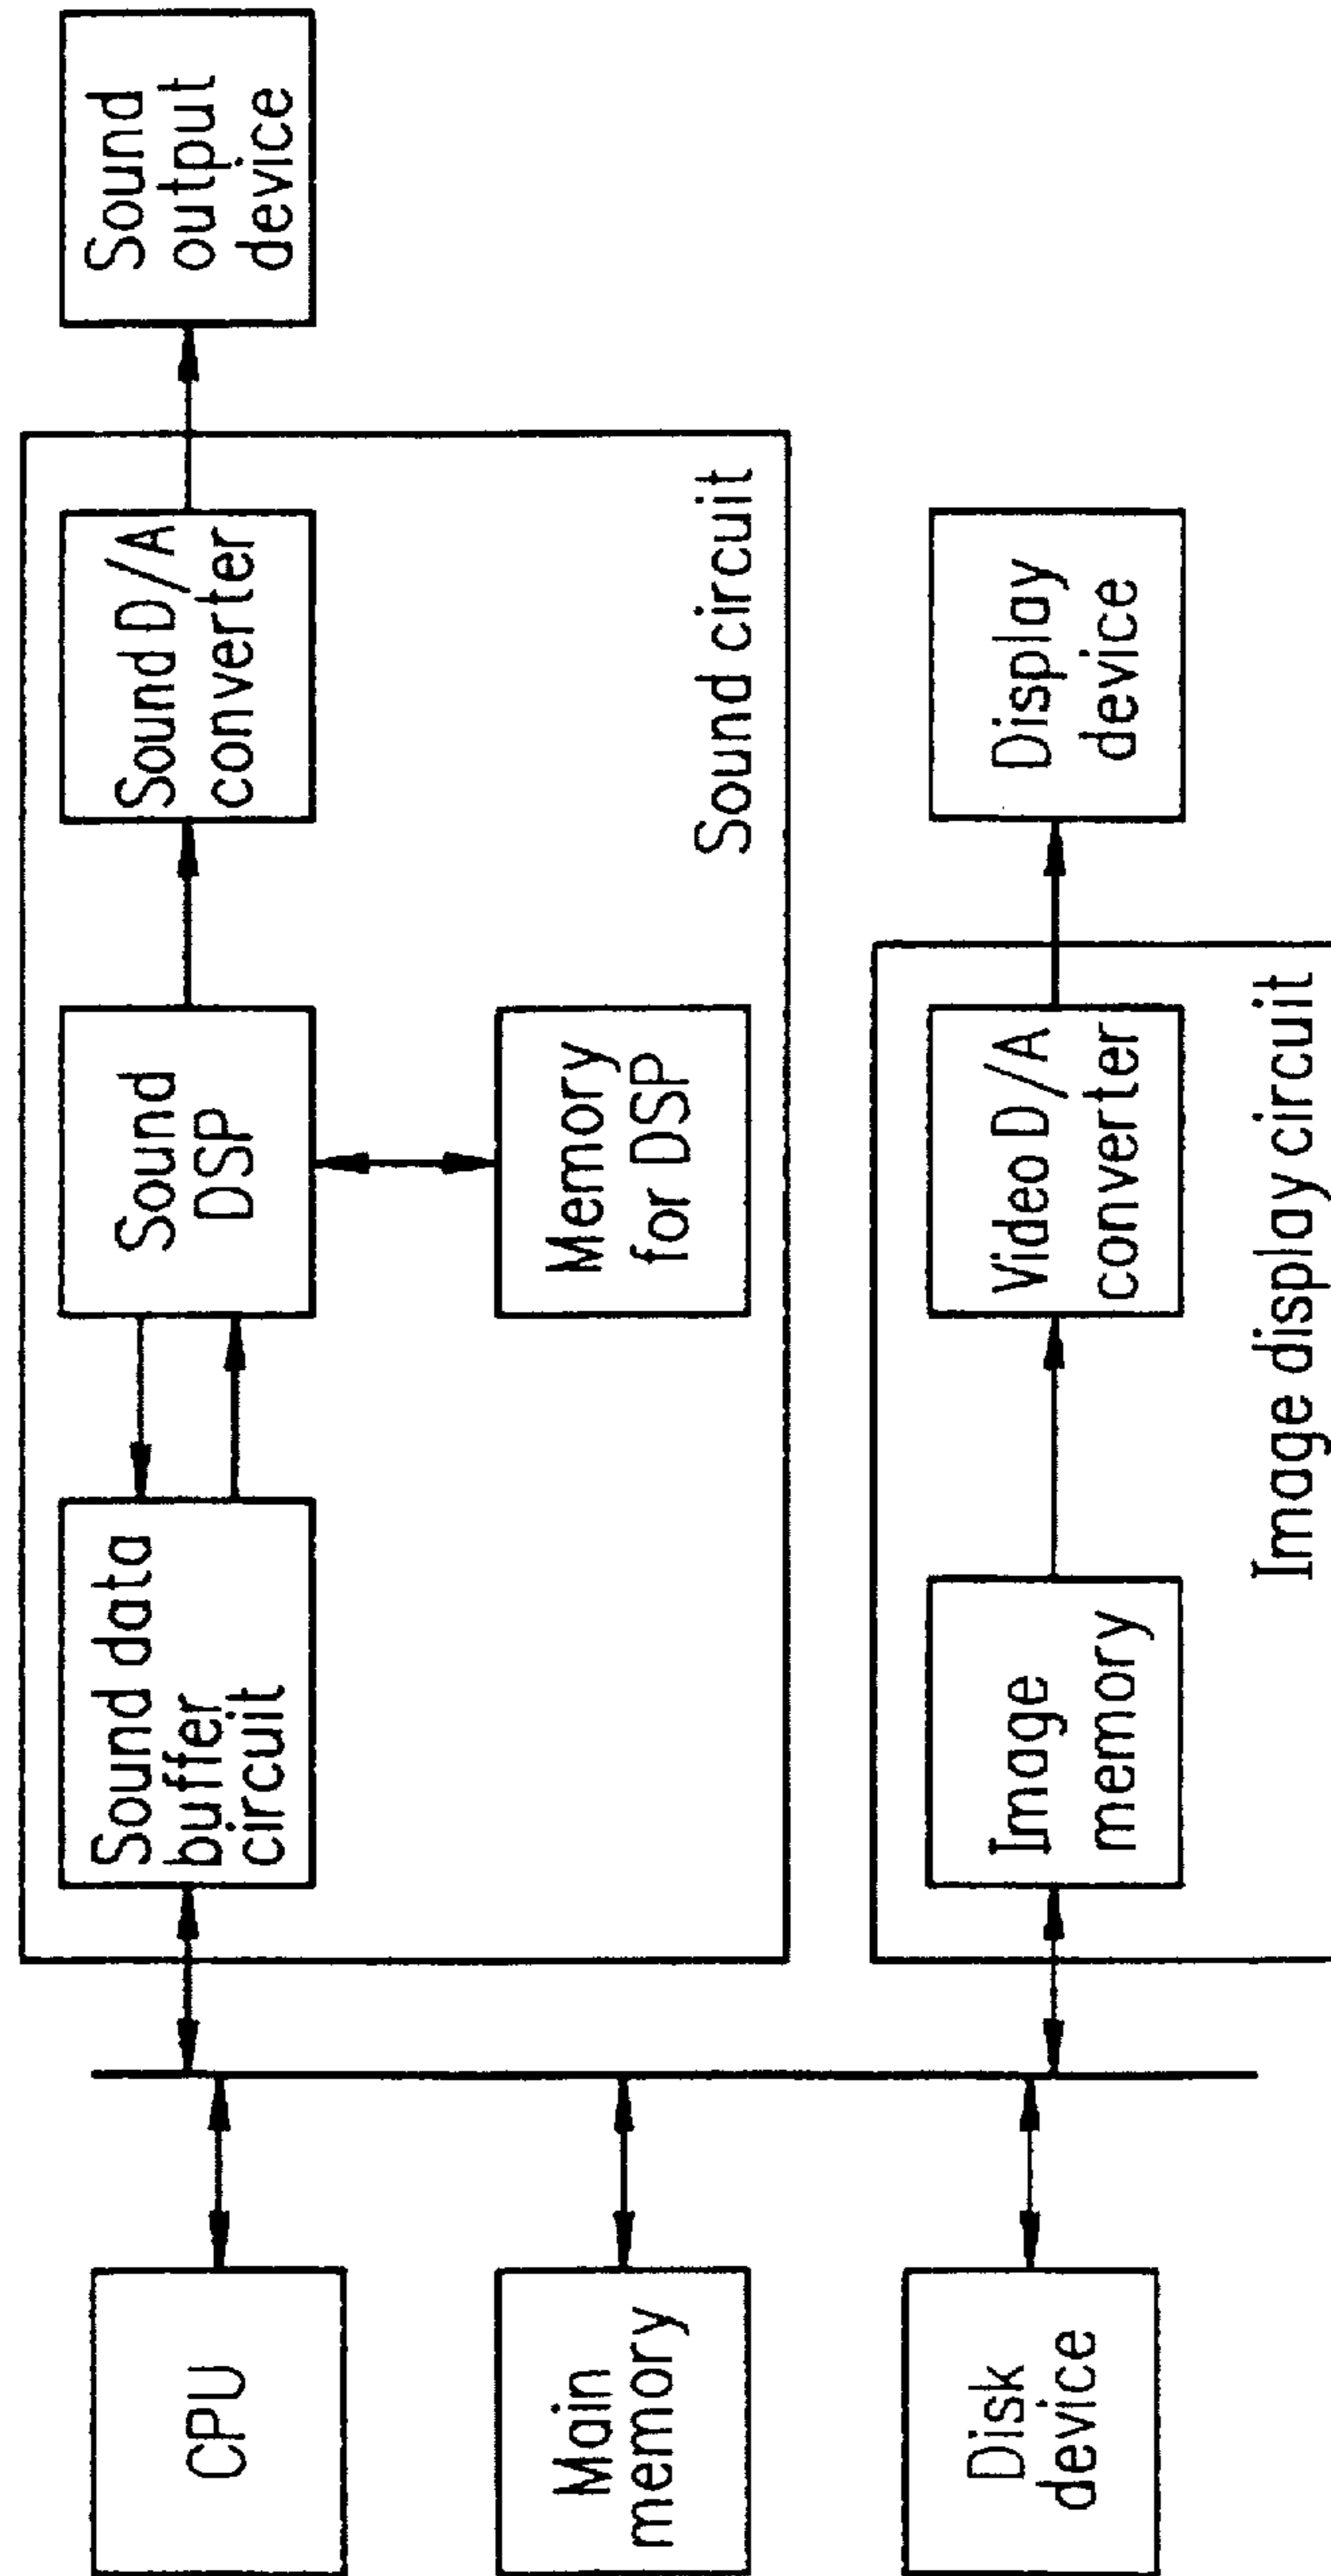 CPU
Main
memory
Disk
device
Sound data
buffer
circuit
Sound
DSP
Memory
for DSP
Sound D/A
converter
Sound circuit
Sound
output
device
Image
memory
Video D/A
converter
Image display circuit
Display
device